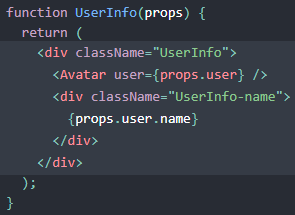 function UserInfo(props) {
  return (
    <div className="UserInfo">
      <Avatar user={props.user} />
      <div className="UserInfo-name">
        {props.user.name}
      </div>
    </div>
  );
}